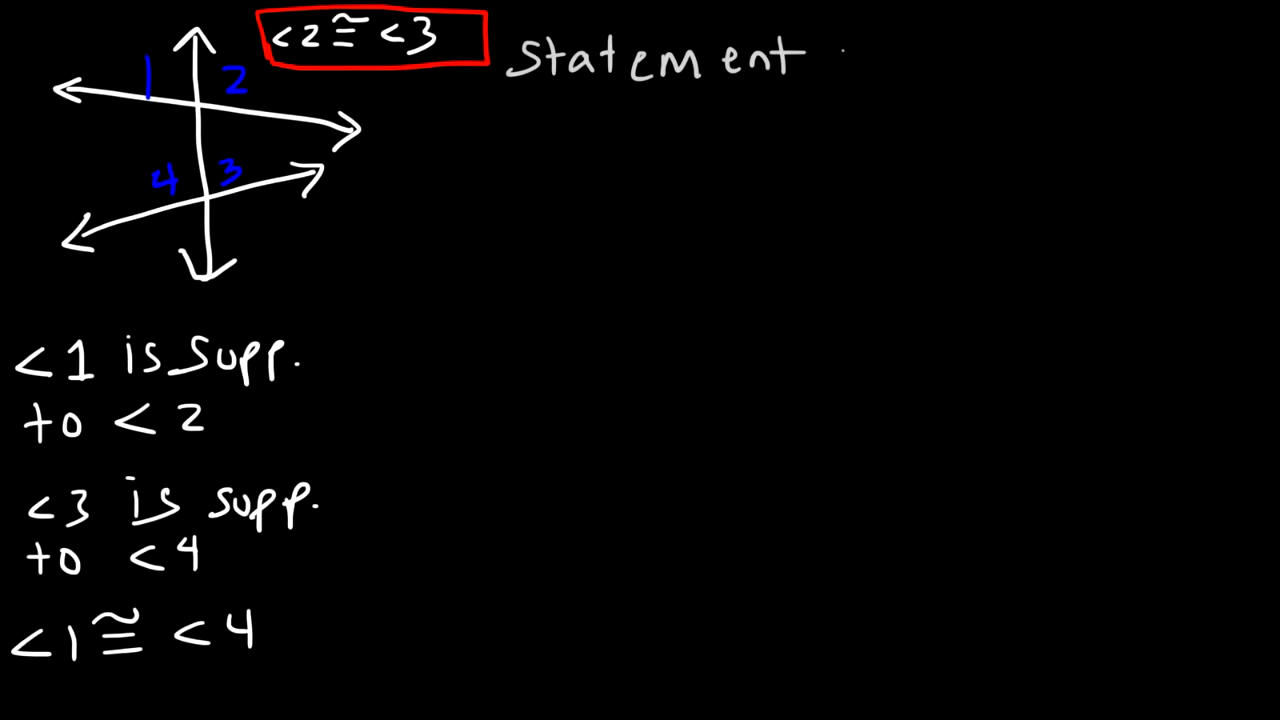 <2 ≅ <3
statement
1 2
4 3
<1 is supp.
to <2
<3 is supp.
to <4
<1 ≅ <4